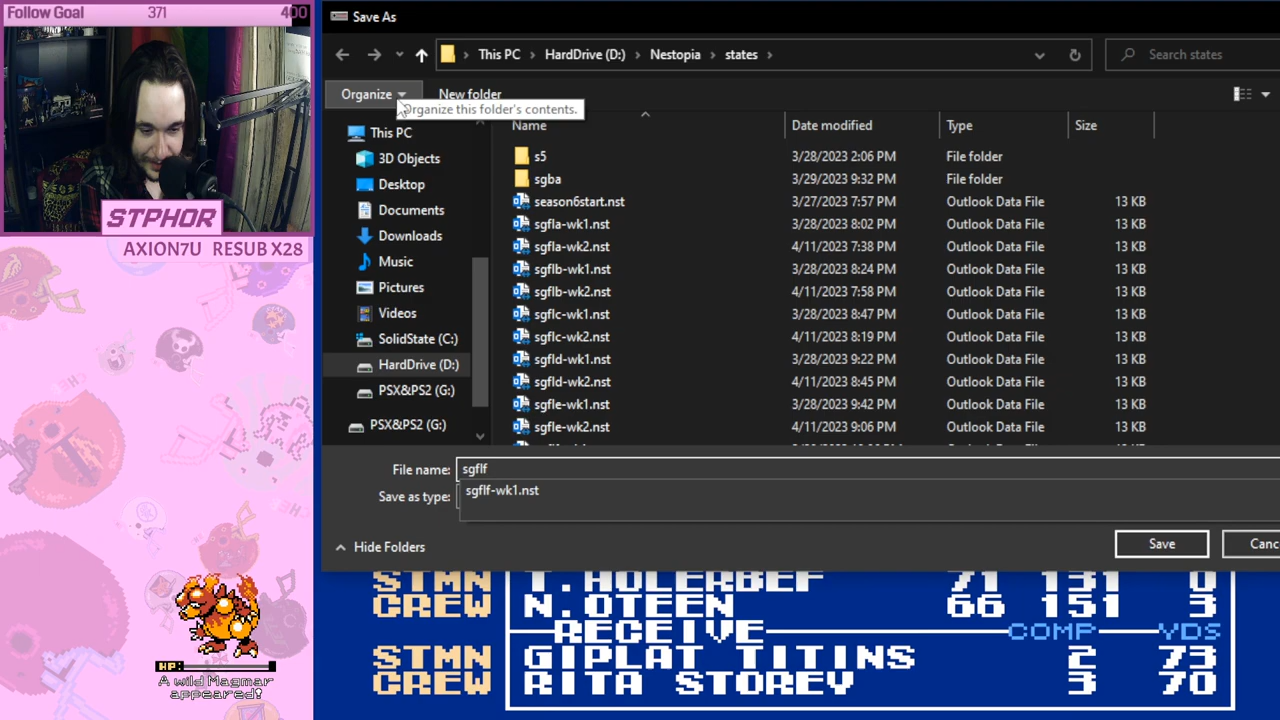 Follow Goal 371 400
STPHOR
AXION7U RESUB X28
HP:
A wild Magmar
appeared!
Save As
This PC HardDrive (D:) Nestopia states
Search states
Organize New folder
Organize this folder's contents.
This PC
3D Objects
Desktop
Documents
Downloads
Music
Pictures
Videos
SolidState (C:)
HardDrive (D:)
PSX&PS2 (G:)
PSX&PS2 (G:)
Name Date modified Type Size
s5 3/28/2023 2:06 PM File folder
sgba 3/29/2023 9:32 PM File folder
season6start.nst 3/27/2023 7:57 PM Outlook Data File 13 KB
sgfla-wk1.nst 3/28/2023 8:02 PM Outlook Data File 13 KB
sgfla-wk2.nst 4/11/2023 7:38 PM Outlook Data File 13 KB
sgflb-wk1.nst 3/28/2023 8:24 PM Outlook Data File 13 KB
sgflb-wk2.nst 4/11/2023 7:58 PM Outlook Data File 13 KB
sgflc-wk1.nst 3/28/2023 8:47 PM Outlook Data File 13 KB
sgflc-wk2.nst 4/11/2023 8:19 PM Outlook Data File 13 KB
sgfld-wk1.nst 3/28/2023 9:22 PM Outlook Data File 13 KB
sgfld-wk2.nst 4/11/2023 8:45 PM Outlook Data File 13 KB
sgfle-wk1.nst 3/28/2023 9:42 PM Outlook Data File 13 KB
sgfle-wk2.nst 4/11/2023 9:06 PM Outlook Data File 13 KB
File name: sgflf
sgflf-wk1.nst
Save as type:
Hide Folders
Save
Canc
STMN T. HOLERBEF 71 131 0
CREW N. OTEEN 66 151 3
RECEIVE COMP YDS
STMN GIPLAT TITINS 2 73
CREW RITA STOREY 3 70